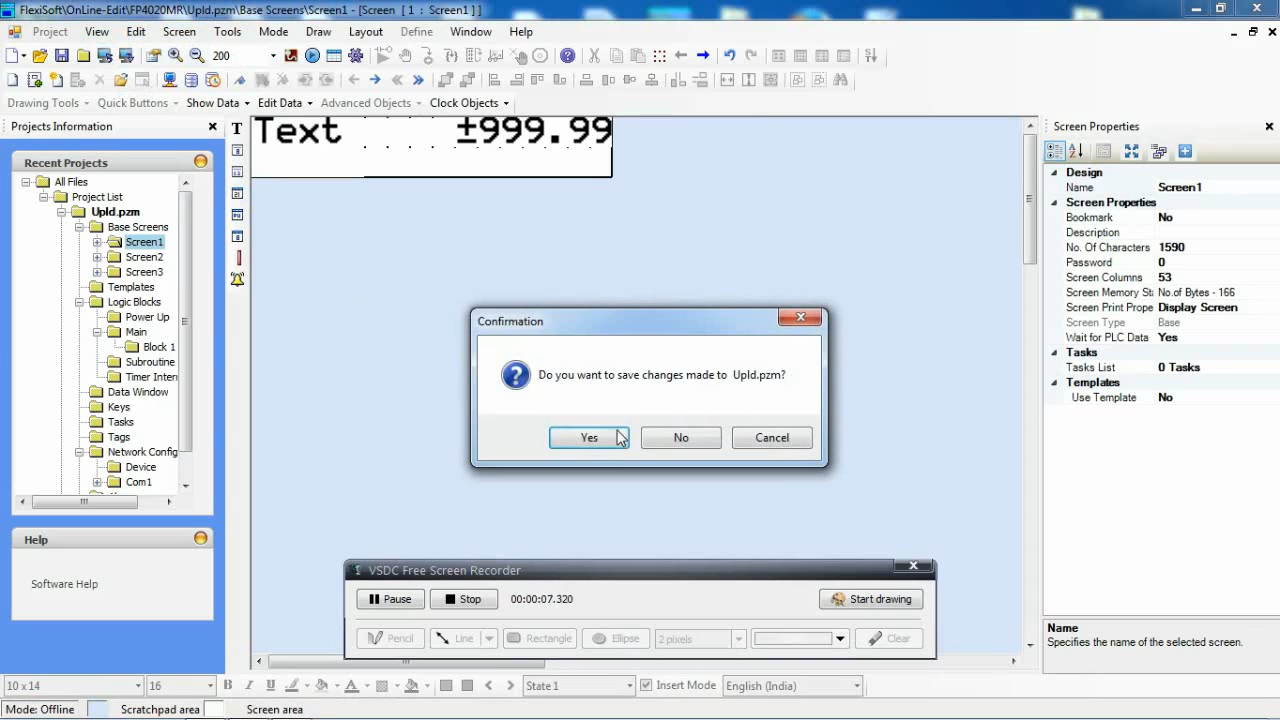 FlexiSoft\OnLine-Edit\FP4020MR\Upld.pzm\Base Screens\Screen1 - [Screen [ 1 : Screen1 ] ]
Project View Edit Screen Tools Mode Draw Layout Define Window Help
200
Drawing Tools Quick Buttons Show Data Edit Data Advanced Objects Clock Objects
Projects Information
Recent Projects
All Files
Project List
Upld.pzm
Base Screens
Screen1
Screen2
Screen3
Templates
Logic Blocks
Power Up
Main
Block 1
Subroutine
Timer Inter
Data Window
Keys
Tasks
Tags
Network Config
Device
Com1
Help
Software Help
T
Text ±999.99
Confirmation
Do you want to save changes made to Upld.pzm?
Yes No Cancel
VSDC Free Screen Recorder
Pause Stop 00:00:07.320 Start drawing
Pencil Line Rectangle Ellipse 2 pixels Clear
Screen Properties
Design
Name Screen1
Screen Properties
Bookmark No
Description
No. Of Characters 1590
Password 0
Screen Columns 53
Screen Memory Sta No.of Bytes - 166
Screen Print Prope Display Screen
Screen Type Base
Wait for PLC Data Yes
Tasks
Tasks List 0 Tasks
Templates
Use Template No
Name
Specifies the name of the selected screen.
10 x 14 16 B I U A State 1 Insert Mode English (India)
Mode: Offline Scratchpad area Screen area